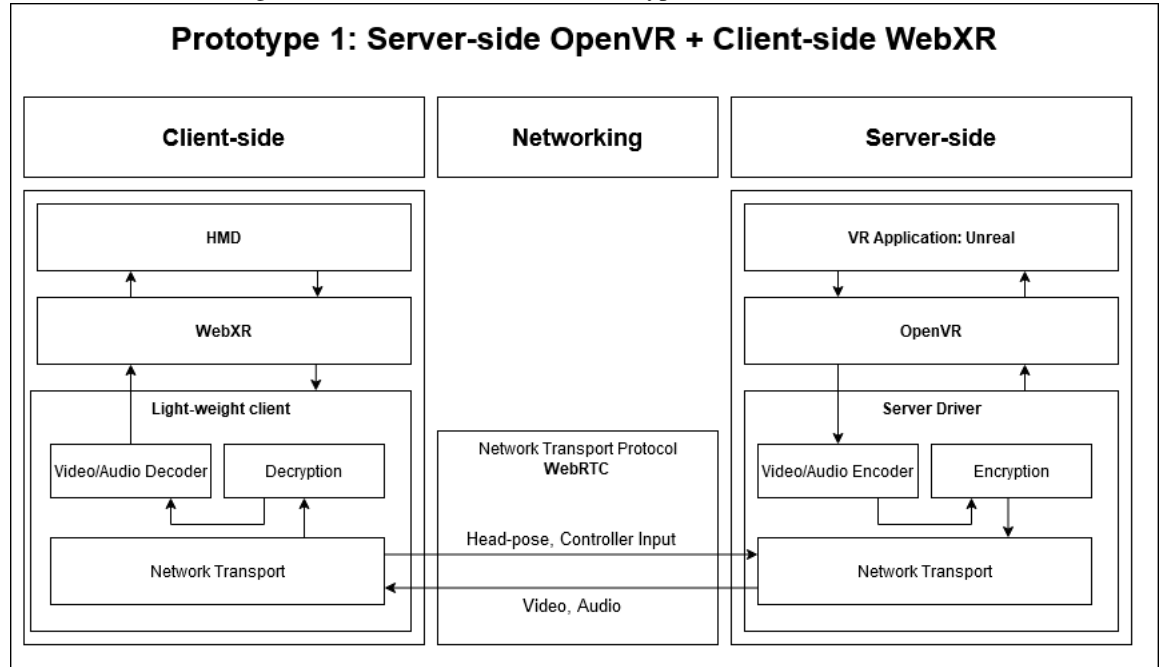 Prototype 1: Server-side OpenVR + Client-side WebXR
Client-side
Networking
Server-side
HMD
WebXR
Light-weight client
Video/Audio Decoder
Decryption
Network Transport
Network Transport Protocol
WebRTC
Head-pose, Controller Input
Video, Audio
VR Application: Unreal
OpenVR
Server Driver
Video/Audio Encoder
Encryption
Network Transport